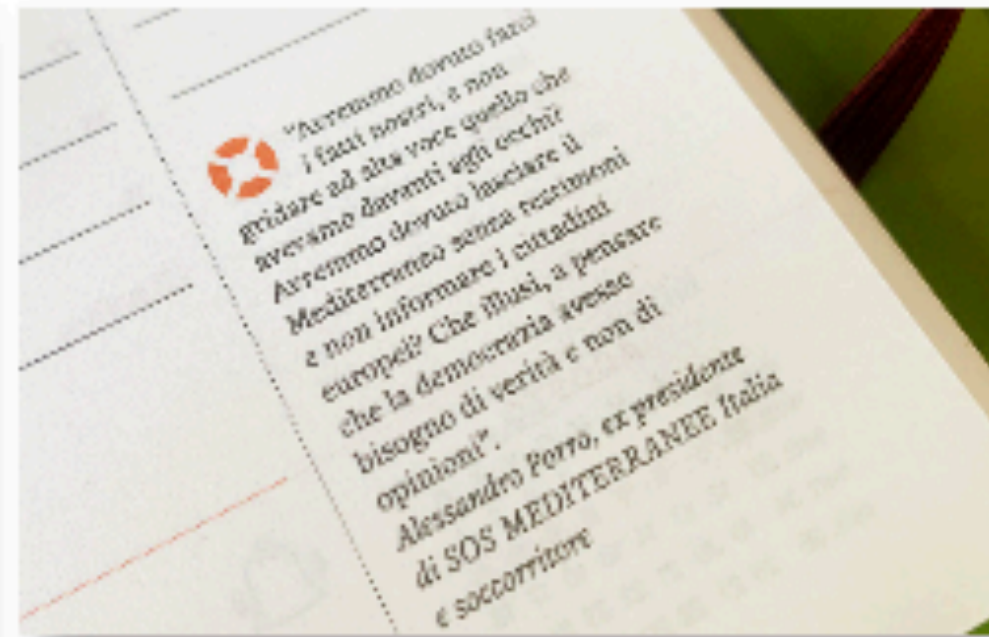 "Avremmo dovuto farci
i fatti nostri, e non
gridare ad alta voce quello che
avevamo davanti agli occhi?
Avremmo dovuto lasciare il
Mediterraneo senza testimoni
e non informare i cittadini
europei? Che illusi, a pensare
che la democrazia avesse
bisogno di verità e non di
opinioni".
Alessandro Porro, ex presidente
di SOS MEDITERRANEE Italia
e soccorritore